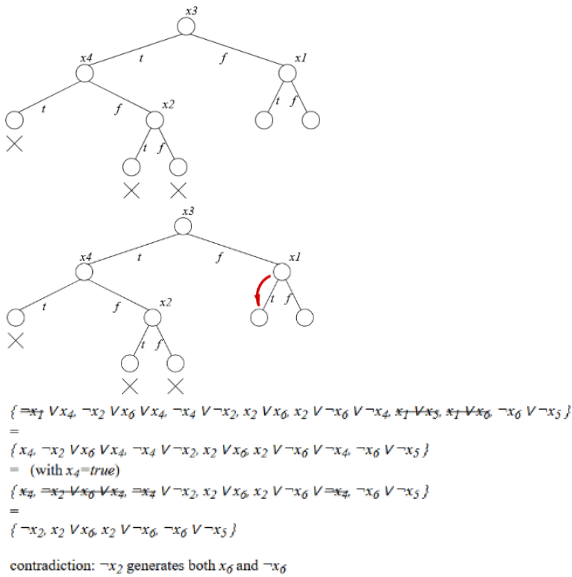 x3
x4 t f x1
t f x2 t f
t f
x3
x4 t f x1
t f x2 t f
t f
{ ¬x1 ∨x4, ¬x2 ∨x6 ∨x4, ¬x4 ∨¬x2, x2 ∨x6, x2 ∨¬x6 ∨¬x4, x1 ∨x3, x1 ∨x6, ¬x6 ∨¬x5 }
=
{ x4, ¬x2 ∨x6 ∨x4, ¬x4 ∨¬x2, x2 ∨x6, x2 ∨¬x6 ∨¬x4, ¬x6 ∨¬x5 }
= (with x4=true)
{ x4, ¬x2 ∨x6 ∨x4, ¬x4 ∨¬x2, x2 ∨x6, x2 ∨¬x6 ∨¬x4, ¬x6 ∨¬x5 }
=
{ ¬x2, x2 ∨x6, x2 ∨¬x6, ¬x6 ∨¬x5 }
contradiction: ¬x2 generates both x6 and ¬x6